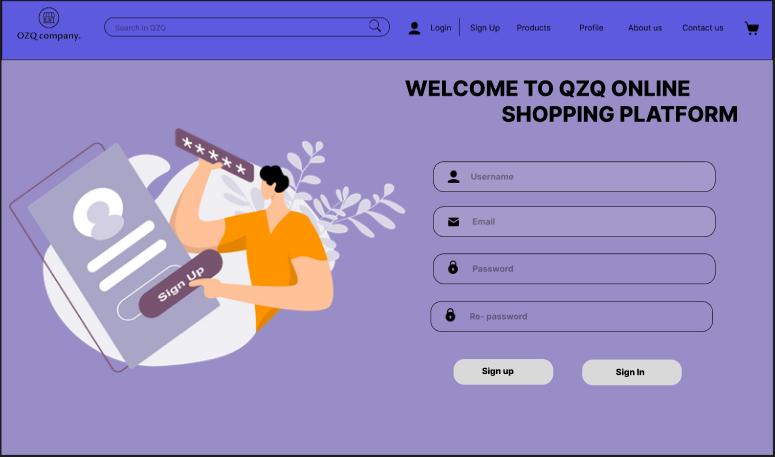 OZQ company.
Search in QZQ
Login
Sign Up
Products
Profile
About us
Contact us
WELCOME TO QZQ ONLINE
SHOPPING PLATFORM
*****
Sign Up
Username
Email
Password
Re- password
Sign up
Sign In